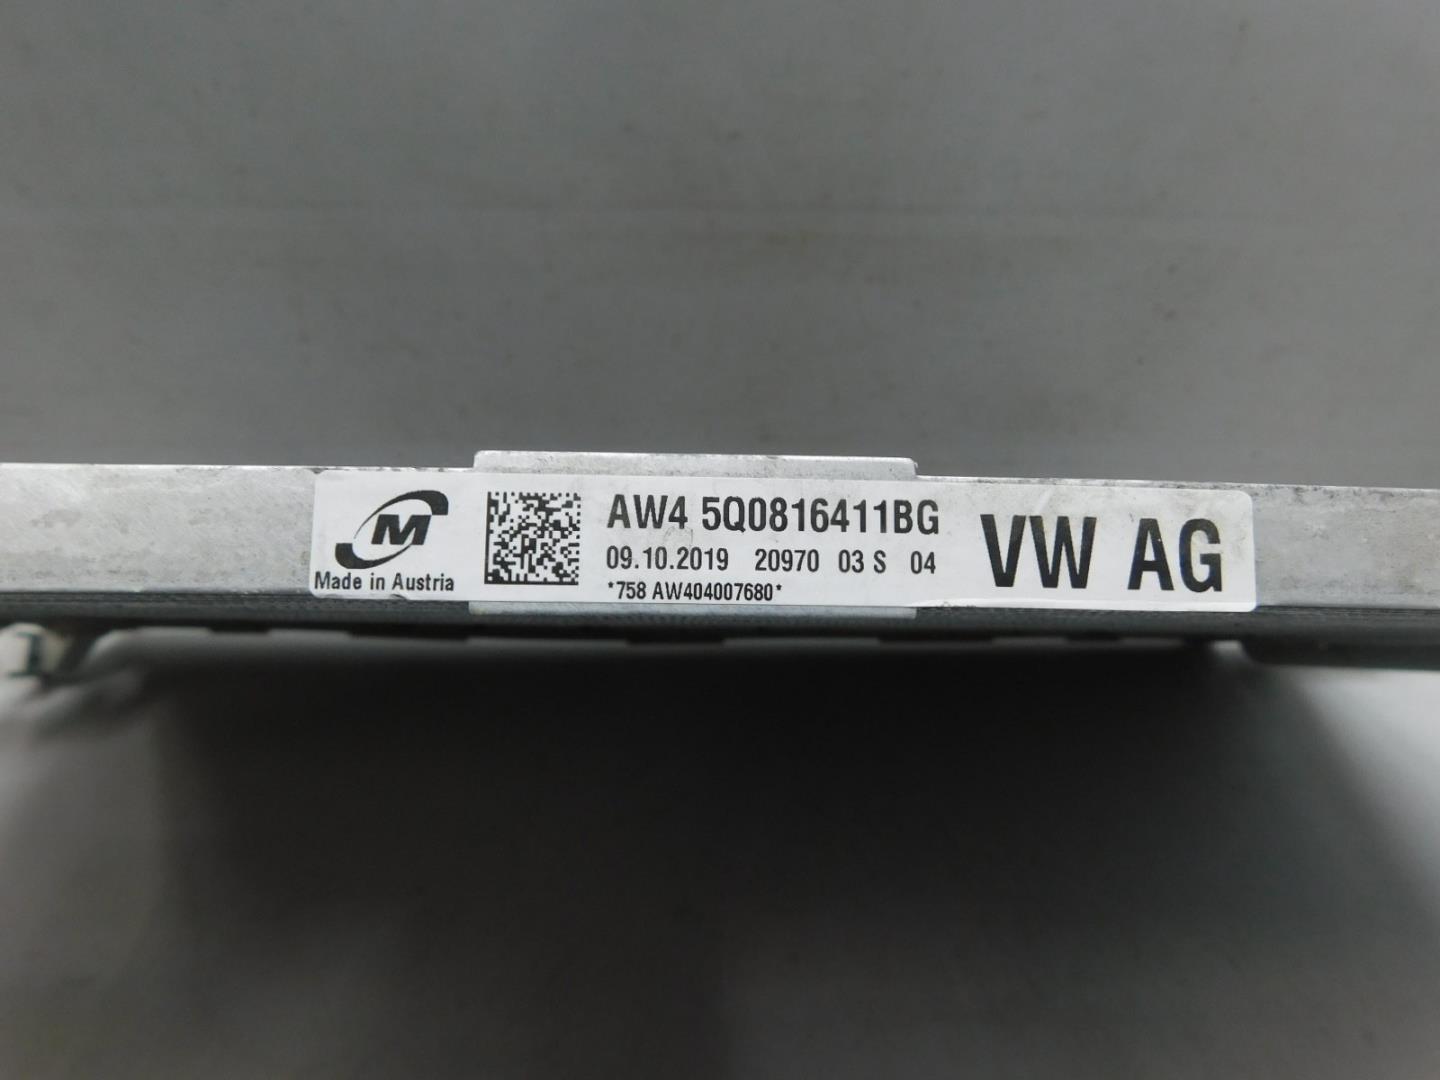 M
Made in Austria
AW4 5Q0816411BG
09.10.2019 20970 03 S 04
*758 AW404007680*
VW AG